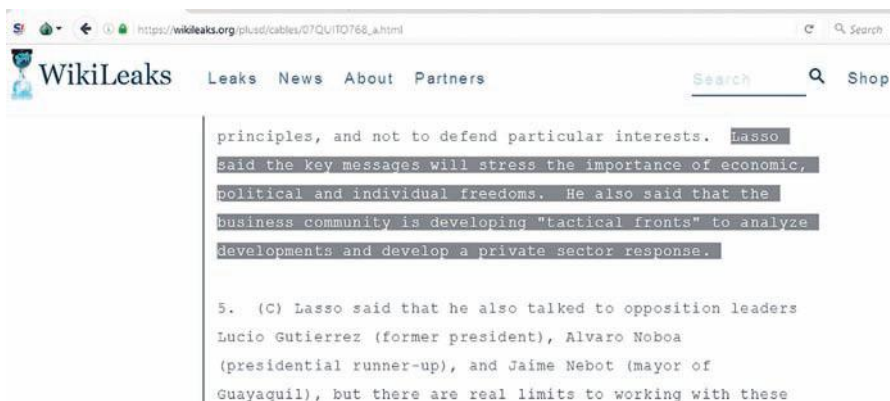 https://wikileaks.org/plusd/cables/07QUITO768_a.html
Search
WikiLeaks
Leaks News About Partners
Search
Shop
principles, and not to defend particular interests. Lasso
said the key messages will stress the importance of economic,
political and individual freedoms. He also said that the
business community is developing "tactical fronts" to analyze
developments and develop a private sector response.
5. (C) Lasso said that he also talked to opposition leaders
Lucio Gutierrez (former president), Alvaro Noboa
(presidential runner-up), and Jaime Nebot (mayor of
Guayaquil), but there are real limits to working with these